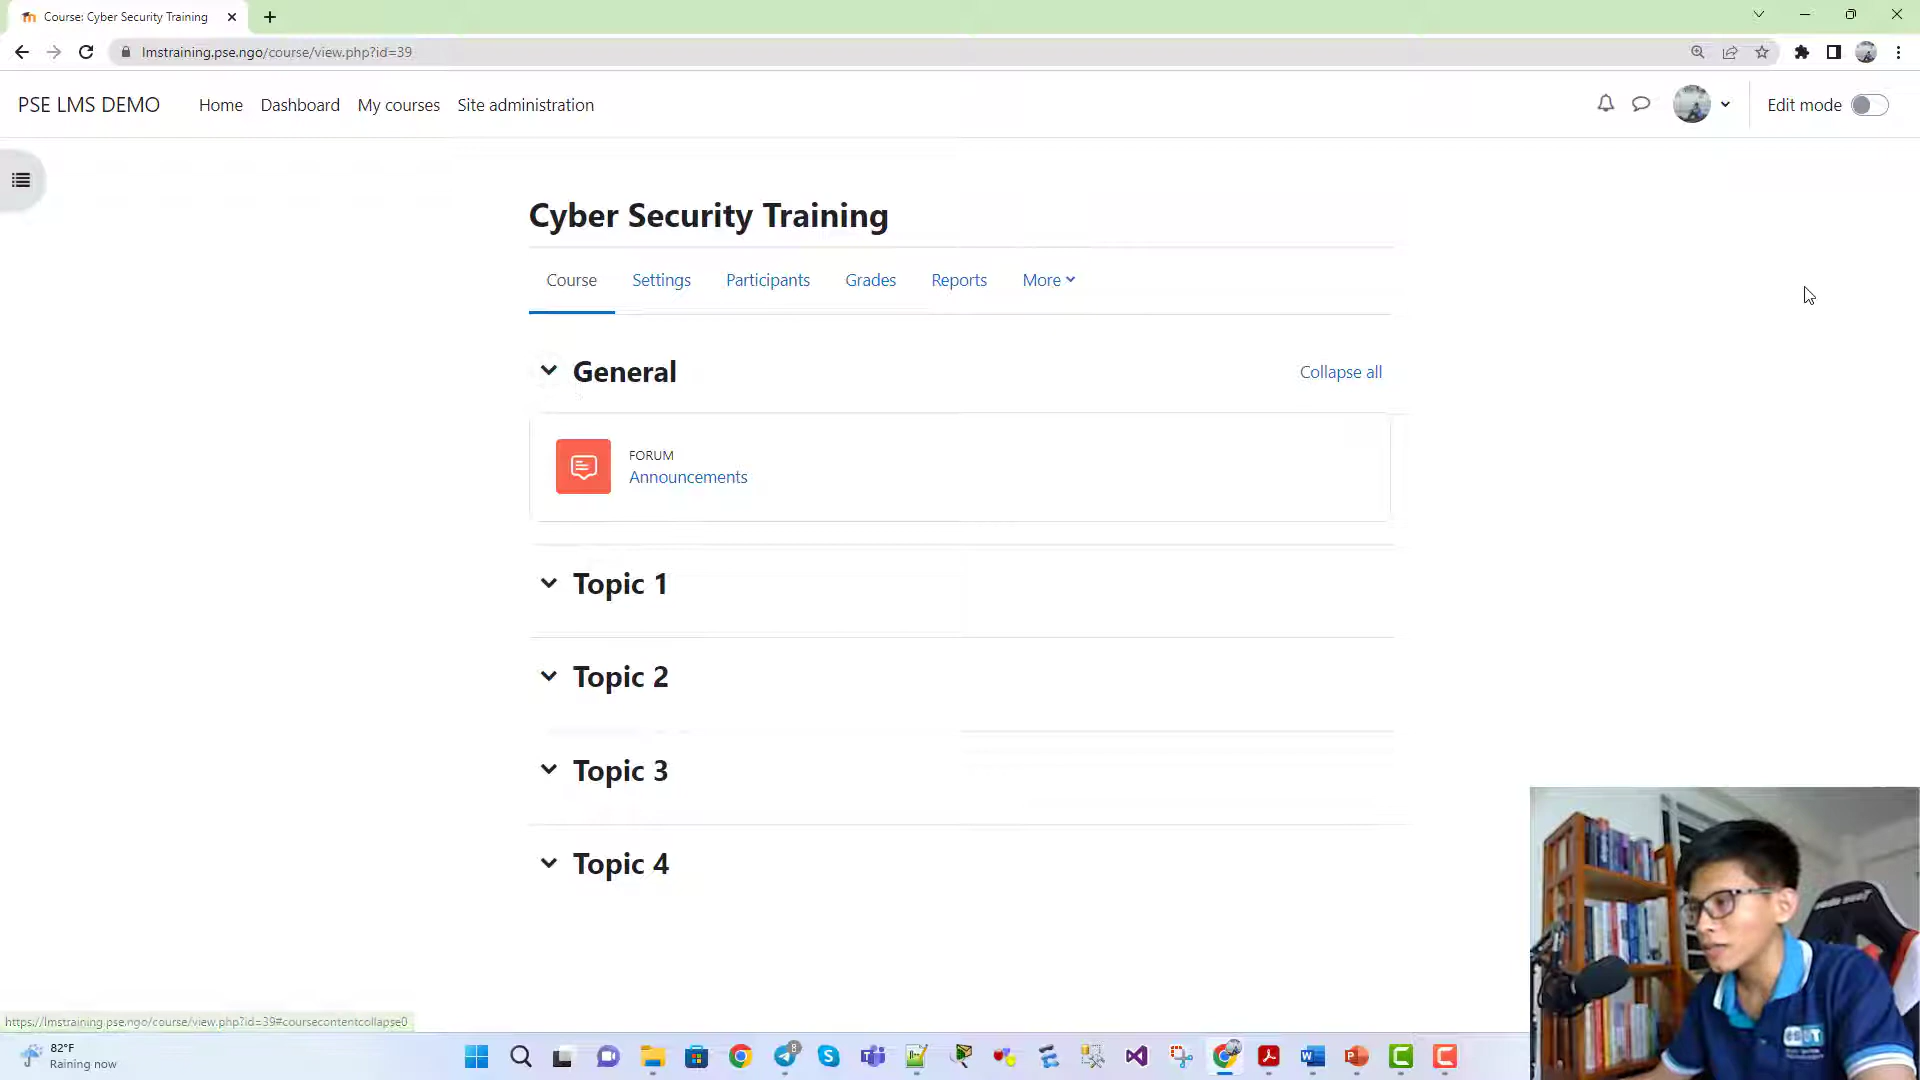 Course: Cyber Security Training
lmstraining.pse.ngo/course/view.php?id=39
PSE LMS DEMO
Home
Dashboard
My courses
Site administration
Edit mode
Cyber Security Training
Course
Settings
Participants
Grades
Reports
More
General
Collapse all
FORUM
Announcements
Topic 1
Topic 2
Topic 3
Topic 4
https://lmstraining.pse.ngo/course/view.php?id=39#coursecontentcollapse0
82°F
Raining now
8